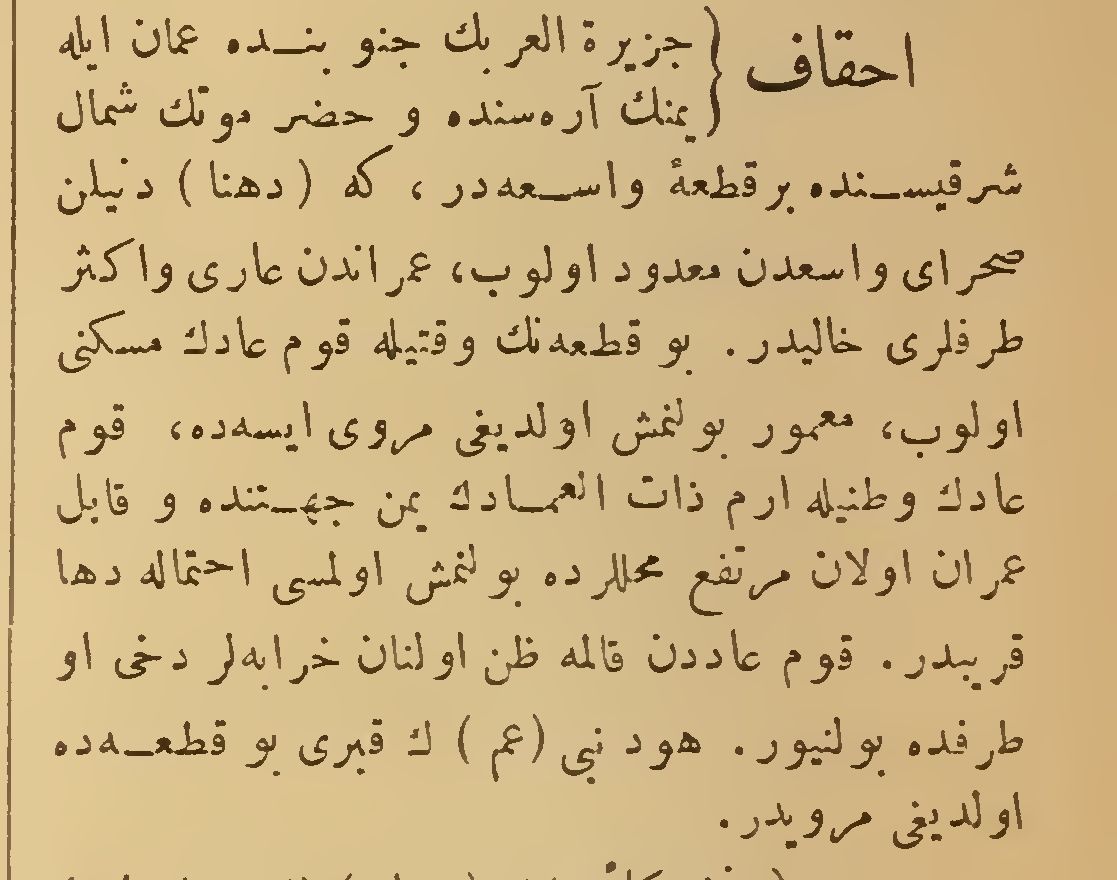 احقاف { جزيرة العربك جنوبنده عمان ايله
يمنك آره‌سنده و حضرموتك شمال
شرقيسنده بر قطعهٔ واسعه‌در ، كه ( دهنا ) دنيلن
صحراى واسعدن معدود اولوب، عمراندن عارى واكثر
طرفلرى خاليدر. بو قطعه‌نك وقتيله قوم عادك مسكنى
اولوب، معمور بولنمش اولديغى مروى ايسه‌ده، قوم
عادك وطنيله ارم ذات العمادك يمن جهتنده و قابل
عمران اولان مرتفع محللرده بولنمش اولمسى احتماله دها
قريبدر. قوم عاددن قالمه ظن اولنان خرابه‌لر دخى او
طرفده بولنيور. هود نبى (عم) ك قبرى بو قطعه‌ده
اولديغى مرويدر.